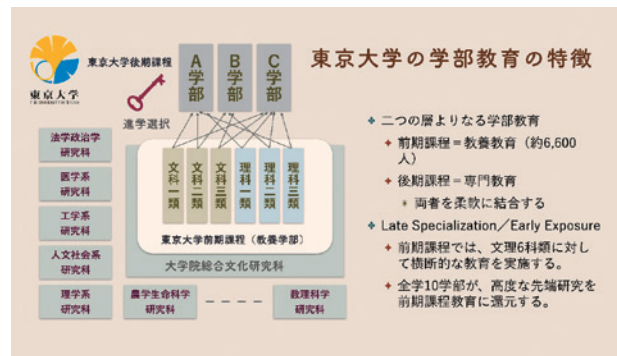 東京大学の学部教育の特徴
東京大学
THE UNIVERSITY OF TOKYO
東京大学後期課程
A学部
B学部
C学部
進学選択
文科一類
文科二類
文科三類
理科一類
理科二類
理科三類
東京大学前期課程（教養学部）
大学院総合文化研究科
法学政治学
研究科
医学系
研究科
工学系
研究科
人文社会系
研究科
理学系
研究科
農学生命科学
研究科
数理科学
研究科
二つの層よりなる学部教育
前期課程＝教養教育（約6,600
人）
後期課程＝専門教育
両者を柔軟に結合する
Late Specialization／Early Exposure
前期課程では、文理6科類に対し
て横断的な教育を実施する。
全学10学部が、高度な先端研究を
前期課程教育に還元する。